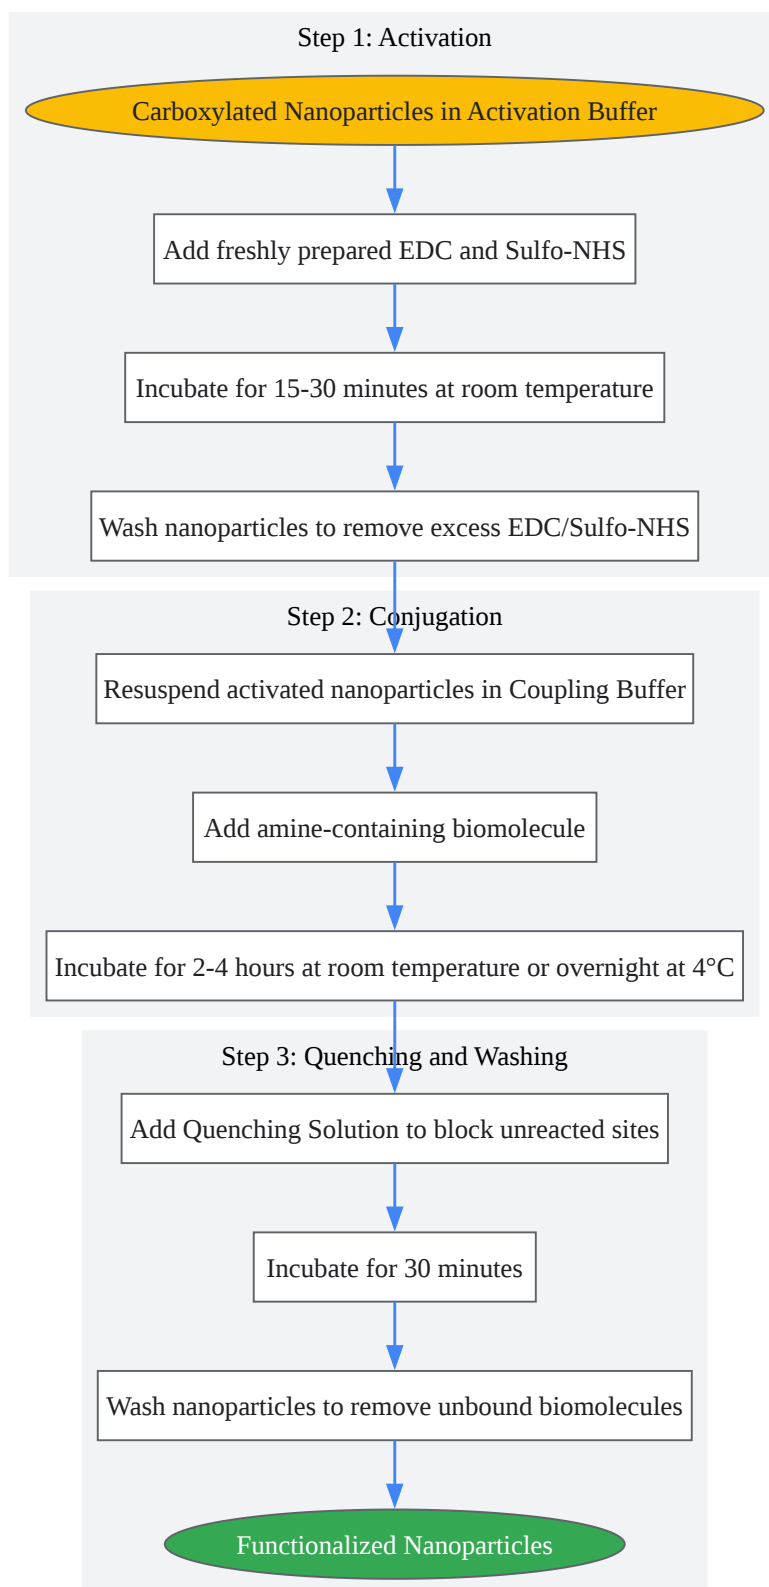 Step 1: Activation
Carboxylated Nanoparticles in Activation Buffer
Add freshly prepared EDC and Sulfo-NHS
Incubate for 15-30 minutes at room temperature
Wash nanoparticles to remove excess EDC/Sulfo-NHS
Step 2: Conjugation
Resuspend activated nanoparticles in Coupling Buffer
Add amine-containing biomolecule
Incubate for 2-4 hours at room temperature or overnight at 4°C
Step 3: Quenching and Washing
Add Quenching Solution to block unreacted sites
Incubate for 30 minutes
Wash nanoparticles to remove unbound biomolecules
Functionalized Nanoparticles